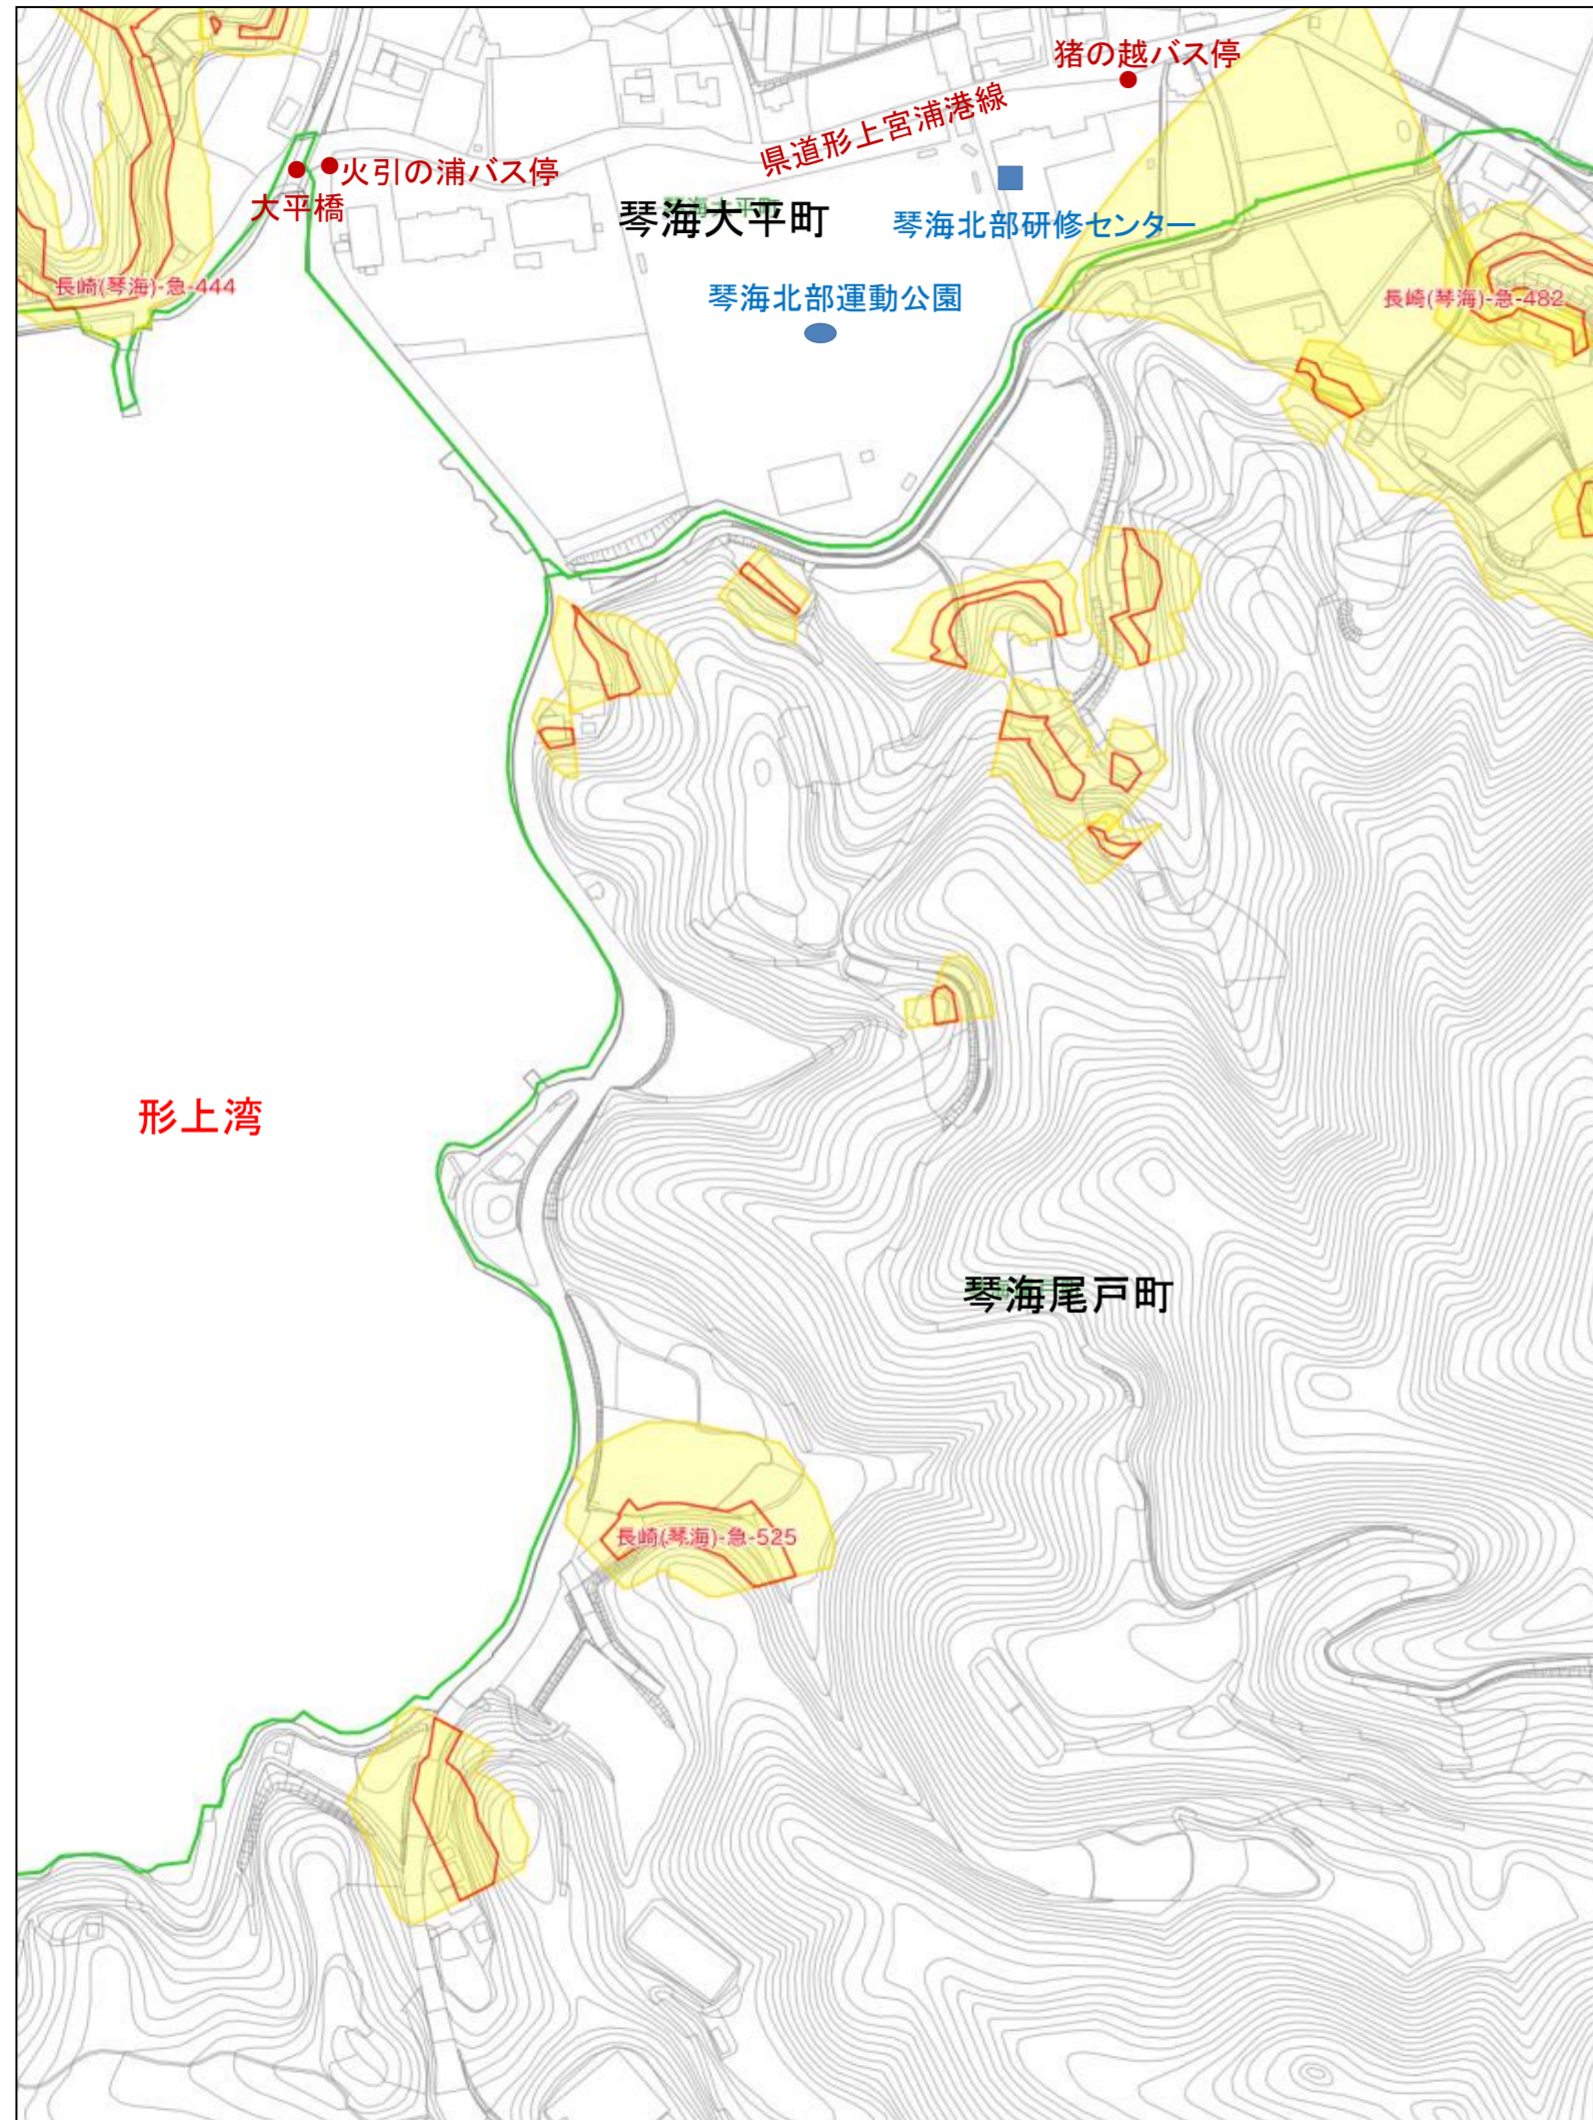 猪の越バス停
県道形上宮浦港線
火引の浦バス停
大平橋
琴海大平町
琴海北部研修センター
長崎(琴海)-急-444
琴海北部運動公園
長崎(琴海)-急-482
形上湾
琴海尾戸町
長崎(琴海)-急-525